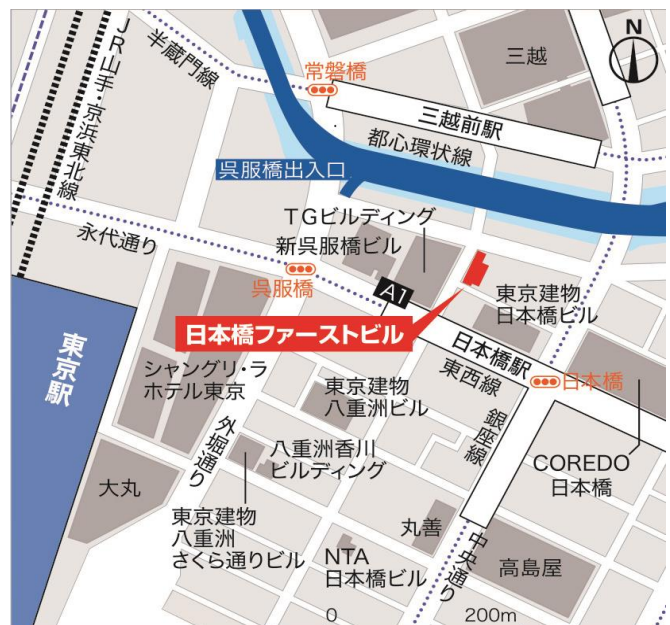 N
三越
半蔵門線
常磐橋
JR山手・京浜東北線
三越前駅
都心環状線
呉服橋出入口
永代通り
TGビルディング
新呉服橋ビル
呉服橋
A1
東京建物
日本橋ビル
日本橋ファーストビル
日本橋駅
東西線
日本橋
東京駅
シャングリ・ラ
ホテル東京
東京建物
八重洲ビル
銀座線
外堀通り
八重洲香川
ビルディング
COREDO
日本橋
大丸
東京建物
八重洲
さくら通りビル
丸善
NTA
日本橋ビル
中央通り
高島屋
0
200m